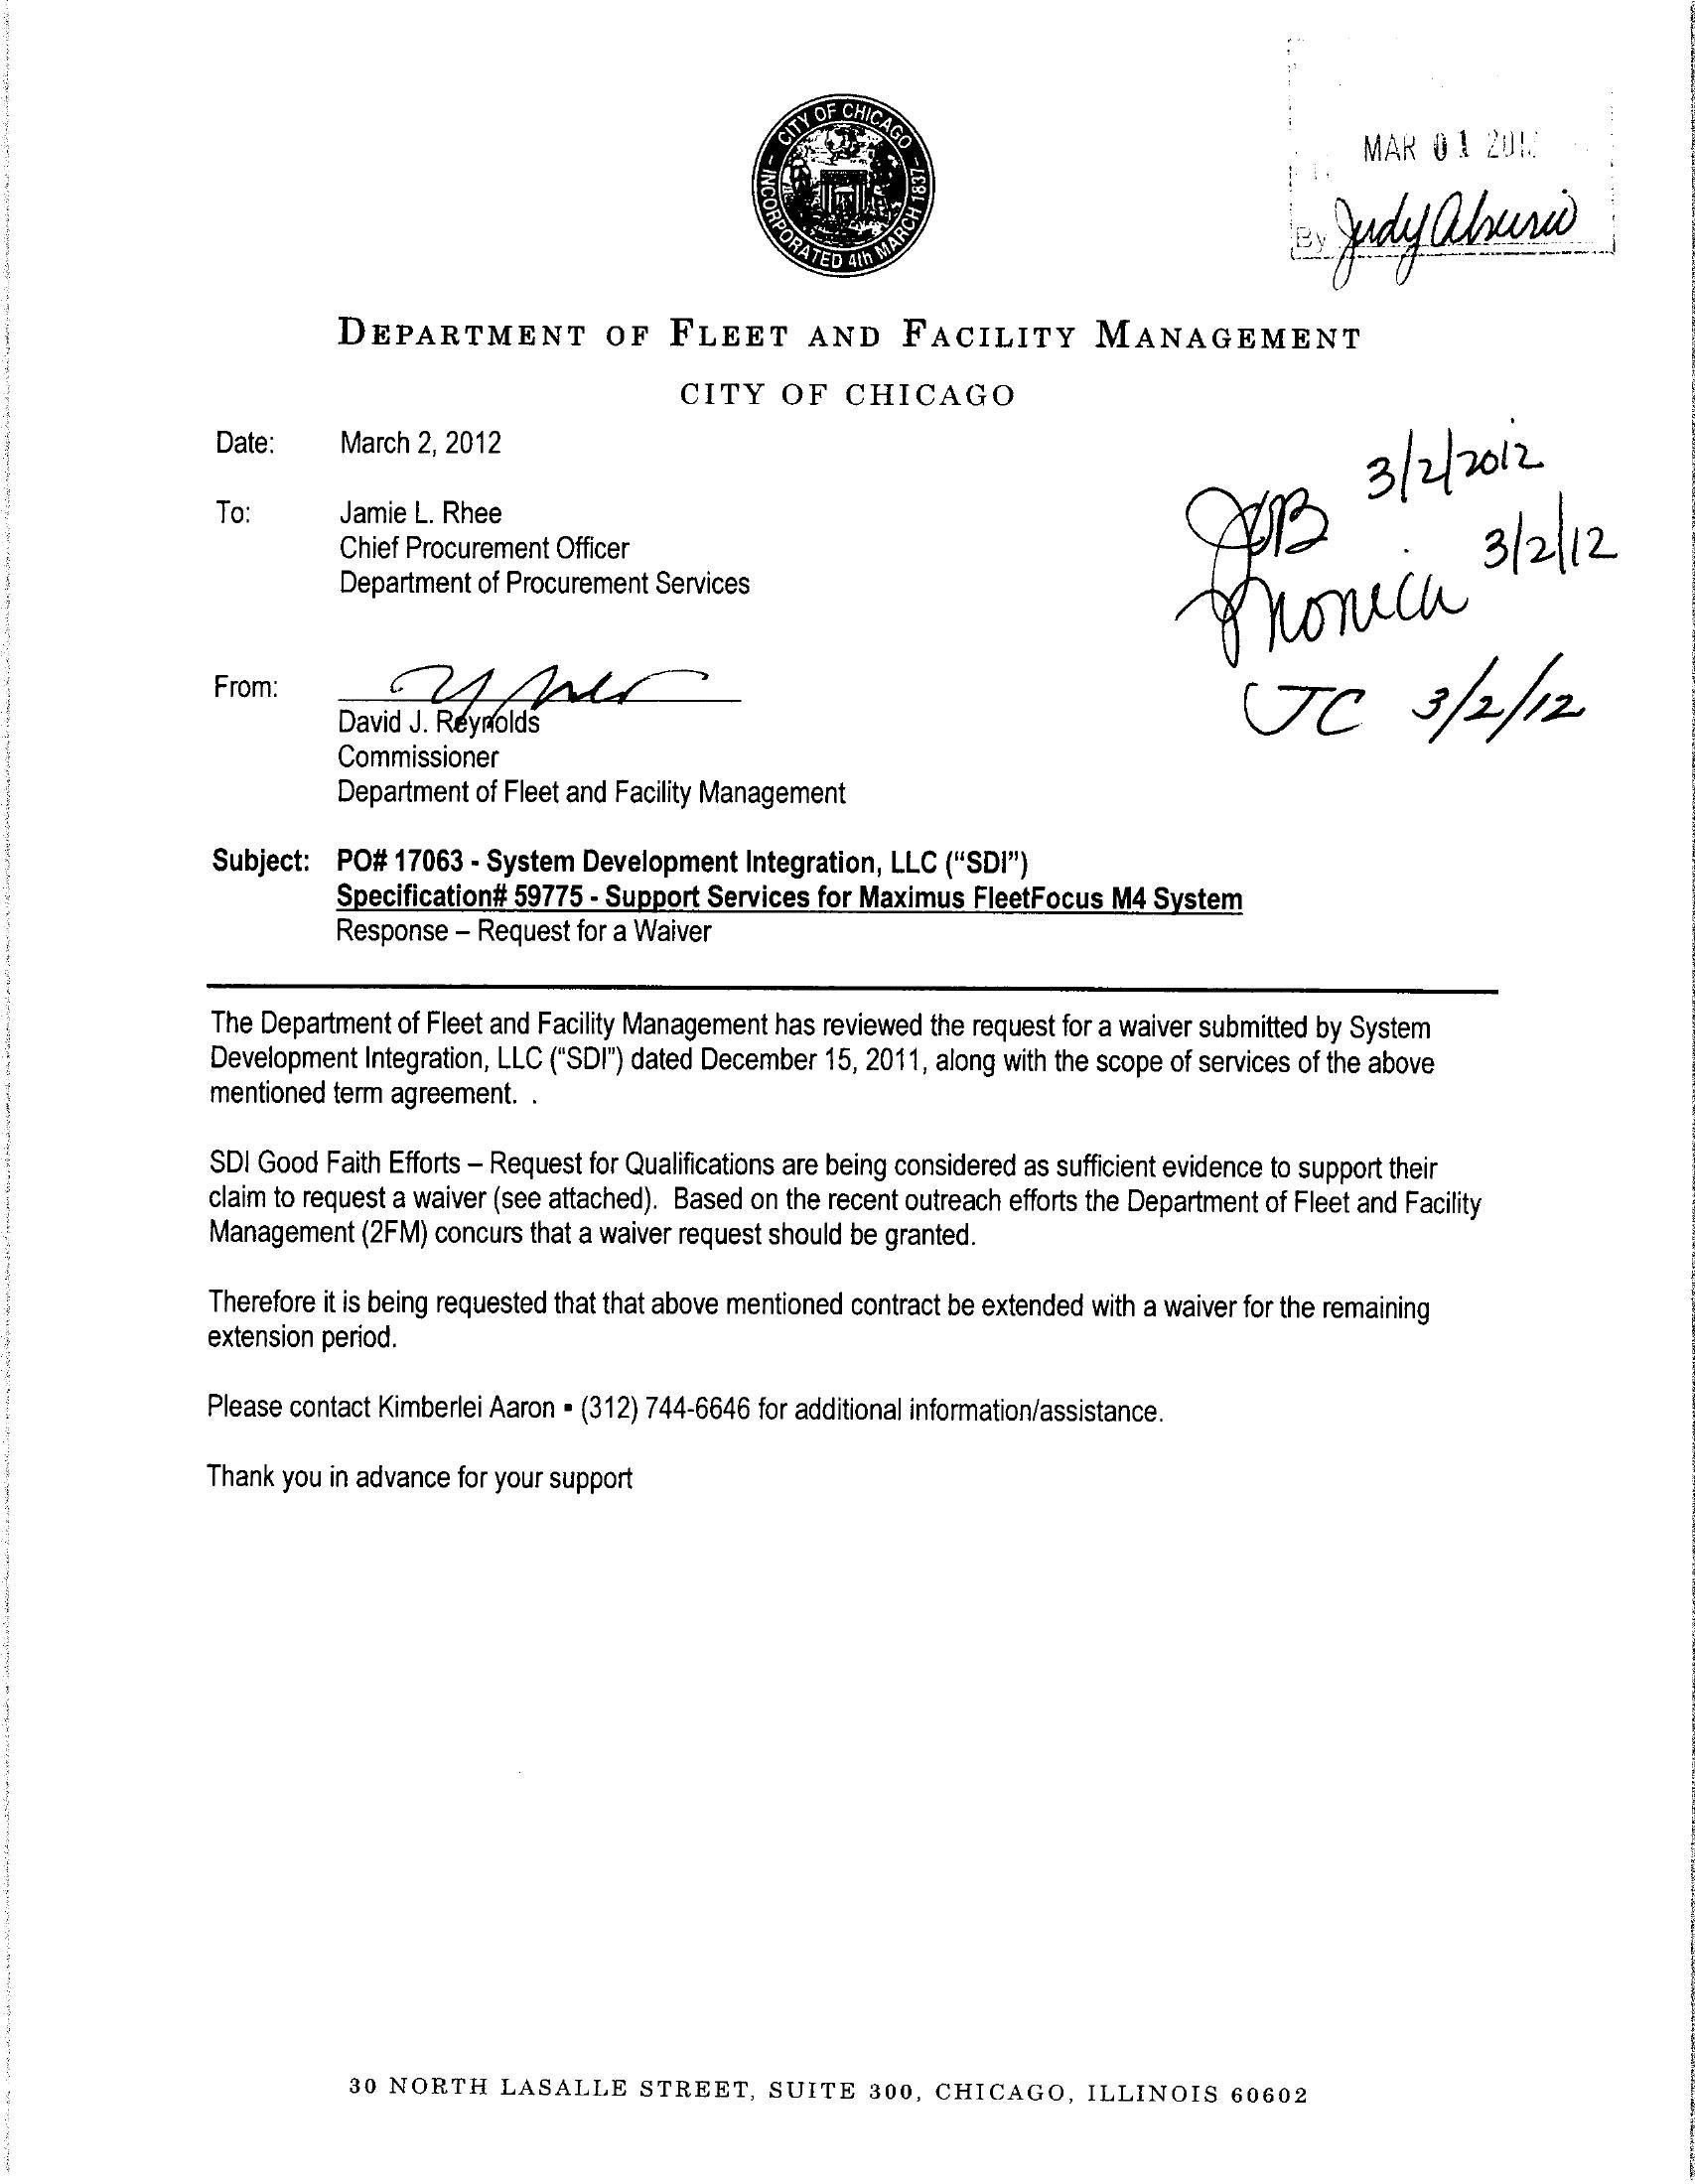 CITY OF CHICAGO
INCORPORATED 4th MARCH 1837
MAR 01
By Judy
DEPARTMENT OF FLEET AND FACILITY MANAGEMENT
CITY OF CHICAGO
Date: March 2, 2012
3/2/2012
To: Jamie L. Rhee
JRB
Chief Procurement Officer
3/2/12
Department of Procurement Services
Monica
From:
JC 3/2/12
David J. Reynolds
Commissioner
Department of Fleet and Facility Management
Subject: PO# 17063 - System Development Integration, LLC ("SDI")
Specification# 59775 - Support Services for Maximus FleetFocus M4 System
Response – Request for a Waiver
The Department of Fleet and Facility Management has reviewed the request for a waiver submitted by System
Development Integration, LLC ("SDI") dated December 15, 2011, along with the scope of services of the above
mentioned term agreement. .
SDI Good Faith Efforts – Request for Qualifications are being considered as sufficient evidence to support their
claim to request a waiver (see attached). Based on the recent outreach efforts the Department of Fleet and Facility
Management (2FM) concurs that a waiver request should be granted.
Therefore it is being requested that that above mentioned contract be extended with a waiver for the remaining
extension period.
Please contact Kimberlei Aaron ▪ (312) 744-6646 for additional information/assistance.
Thank you in advance for your support
30 NORTH LASALLE STREET, SUITE 300, CHICAGO, ILLINOIS 60602